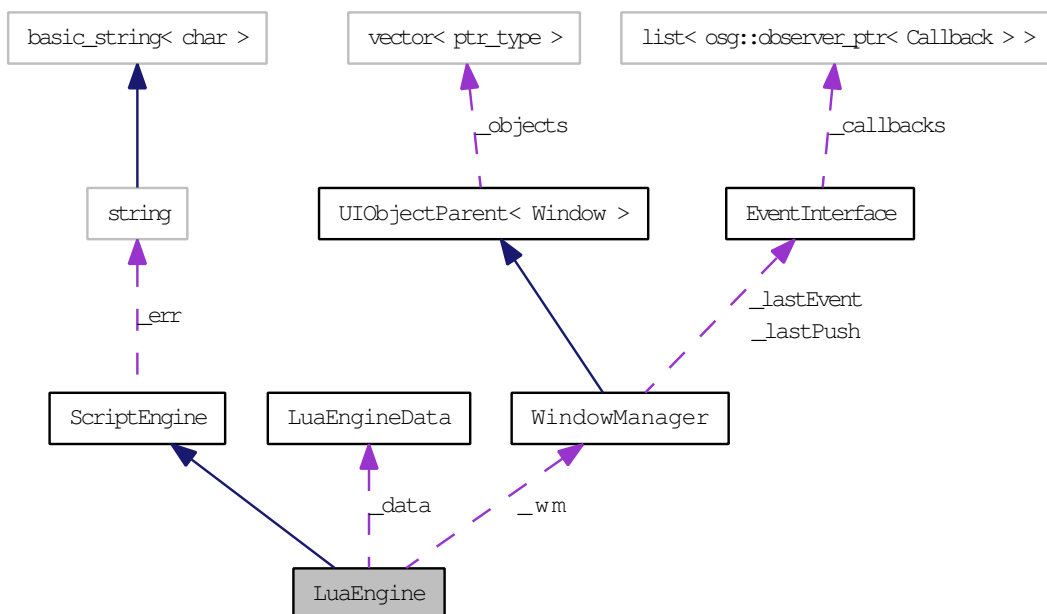 basic_string< char >
vector< ptr_type >
list< osg::observer_ptr< Callback > >
_objects
_callbacks
string
UIObjectParent< Window >
EventInterface
_err
_lastEvent
_lastPush
ScriptEngine
LuaEngineData
WindowManager
_data
_wm
LuaEngine